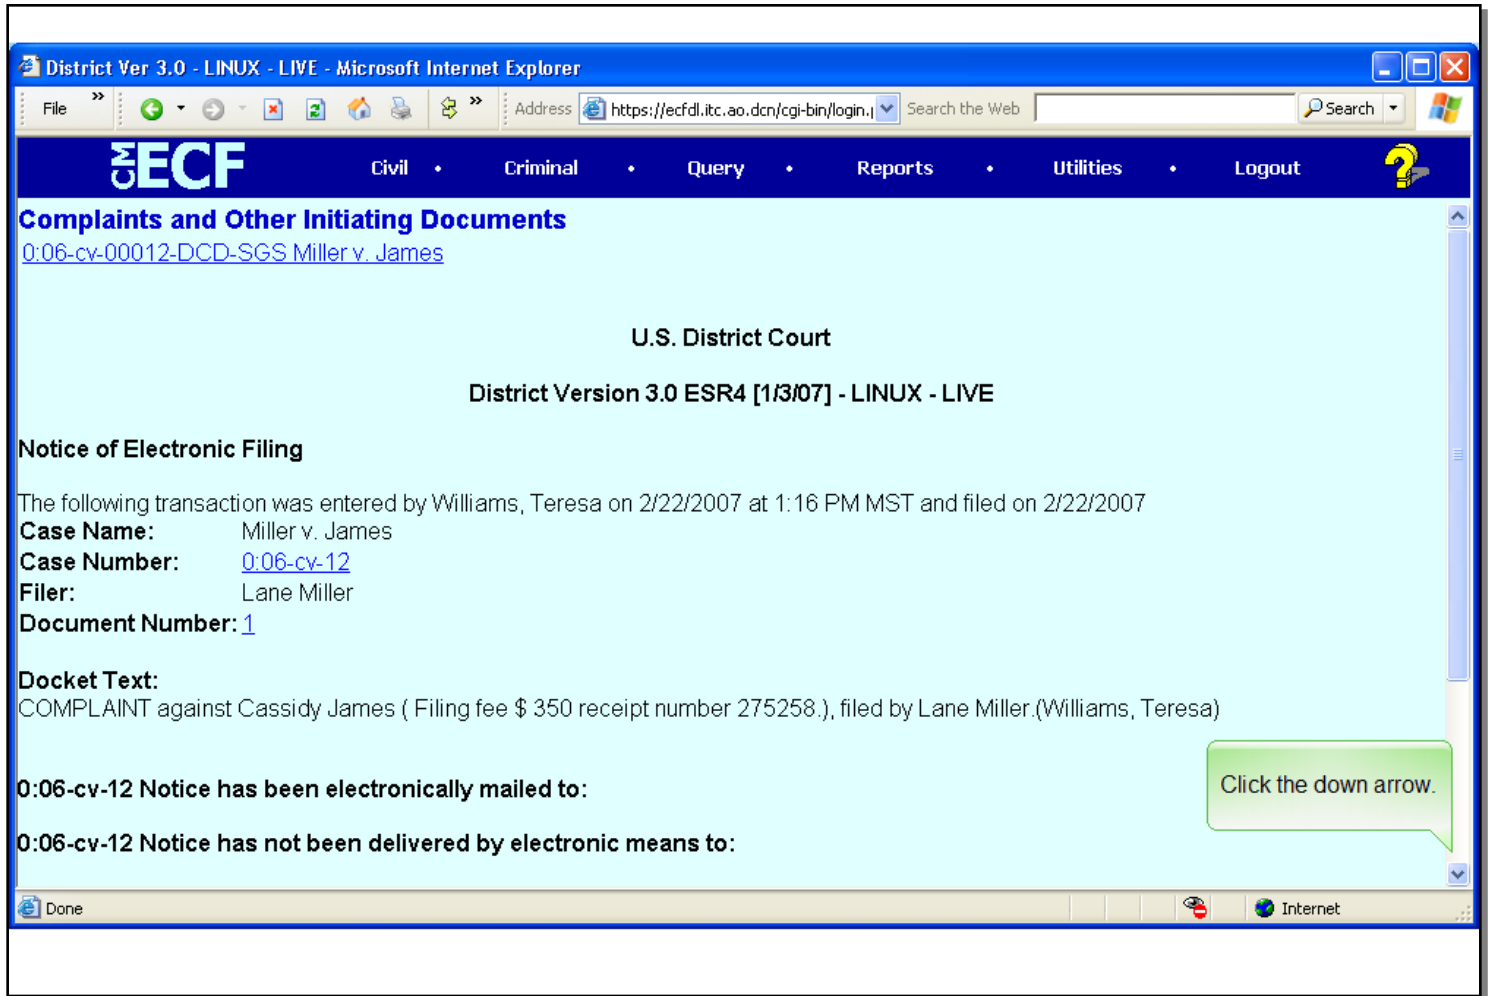 District Ver 3.0 - LINUX - LIVE - Microsoft Internet Explorer
File » » Address https://ecfdl.itc.ao.dcn/cgi-bin/login.p Search the Web Search
CM ECF Civil • Criminal • Query • Reports • Utilities • Logout ?
Complaints and Other Initiating Documents
0:06-cv-00012-DCD-SGS Miller v. James
U.S. District Court
District Version 3.0 ESR4 [1/3/07] - LINUX - LIVE
Notice of Electronic Filing
The following transaction was entered by Williams, Teresa on 2/22/2007 at 1:16 PM MST and filed on 2/22/2007
Case Name: Miller v. James
Case Number: 0:06-cv-12
Filer: Lane Miller
Document Number: 1
Docket Text:
COMPLAINT against Cassidy James ( Filing fee $ 350 receipt number 275258.), filed by Lane Miller.(Williams, Teresa)
Click the down arrow.
0:06-cv-12 Notice has been electronically mailed to:
0:06-cv-12 Notice has not been delivered by electronic means to:
Done Internet